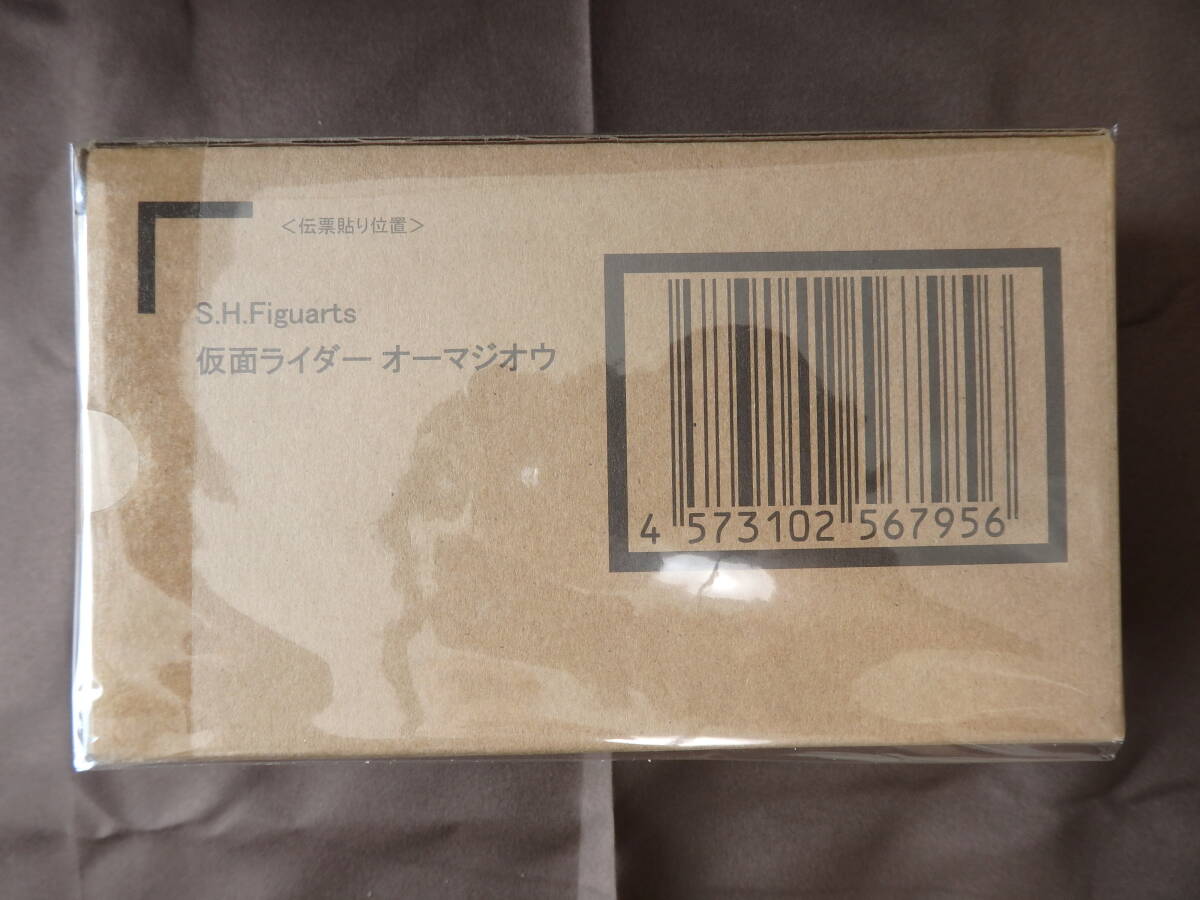 ＜伝票貼り位置＞
S.H.Figuarts
仮面ライダー オーマジオウ
4 573102 567956